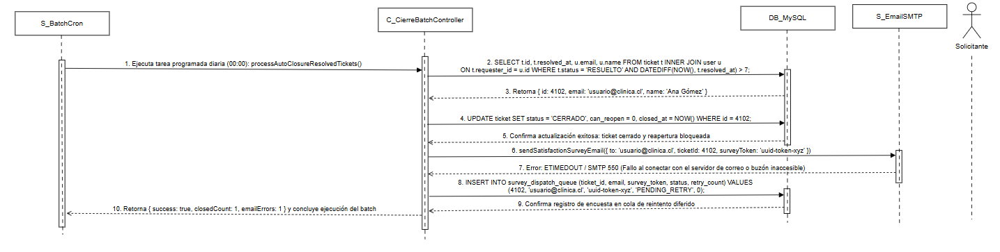 S_BatchCron
C_CierreBatchController
DB_MySQL
S_EmailSMTP
Solicitante
1. Ejecuta tarea programada diaria (00:00): processAutoClosureResolvedTickets()
2. SELECT t.id, t.resolved_at, u.email, u.name FROM ticket t INNER JOIN user u
ON t.requester_id = u.id WHERE t.status = 'RESUELTO' AND DATEDIFF(NOW(), t.resolved_at) > 7;
3. Retorna { id: 4102, email: 'usuario@clinica.cl', name: 'Ana Gómez' }
4. UPDATE ticket SET status = 'CERRADO', can_reopen = 0, closed_at = NOW() WHERE id = 4102;
5. Confirma actualización exitosa: ticket cerrado y reapertura bloqueada
6. sendSatisfactionSurveyEmail({ to: 'usuario@clinica.cl', ticketId: 4102, surveyToken: 'uuid-token-xyz' })
7. Error: ETIMEDOUT / SMTP 550 (Fallo al conectar con el servidor de correo o buzón inaccesible)
8. INSERT INTO survey_dispatch_queue (ticket_id, email, survey_token, status, retry_count) VALUES
(4102, 'usuario@clinica.cl', 'uuid-token-xyz', 'PENDING_RETRY', 0);
9. Confirma registro de encuesta en cola de reintento diferido
10. Retorna { success: true, closedCount: 1, emailErrors: 1 } y concluye ejecución del batch